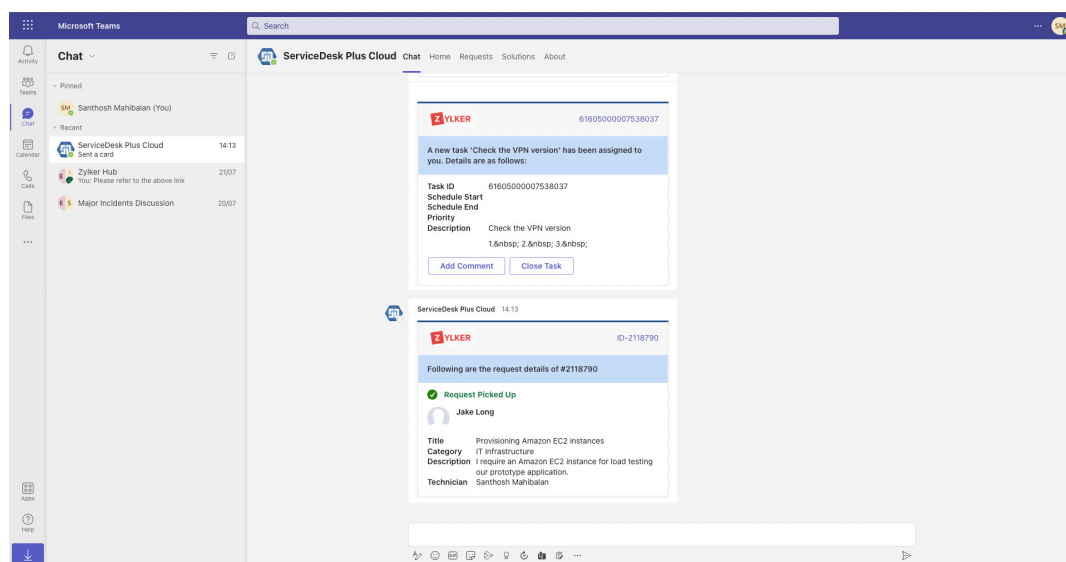 Microsoft Teams
Search
SM
Activity
Teams
Chat
Calendar
Calls
Files
Apps
Help
Chat
Pinned
SM Santhosh Mahibalan (You)
Recent
ServiceDesk Plus Cloud 14:13
Sent a card
Zylker Hub 21/07
You: Please refer to the above link
E S Major Incidents Discussion 20/07
ServiceDesk Plus Cloud Chat Home Requests Solutions About
ZYLKER 61605000007538037
A new task 'Check the VPN version' has been assigned to
you. Details are as follows:
Task ID 61605000007538037
Schedule Start
Schedule End
Priority
Description Check the VPN version
1.&nbsp; 2.&nbsp; 3.&nbsp;
Add Comment Close Task
ServiceDesk Plus Cloud 14:13
ZYLKER ID-2118790
Following are the request details of #2118790
Request Picked Up
Jake Long
Title Provisioning Amazon EC2 instances
Category IT Infrastructure
Description I require an Amazon EC2 instance for load testing
our prototype application.
Technician Santhosh Mahibalan
GIF